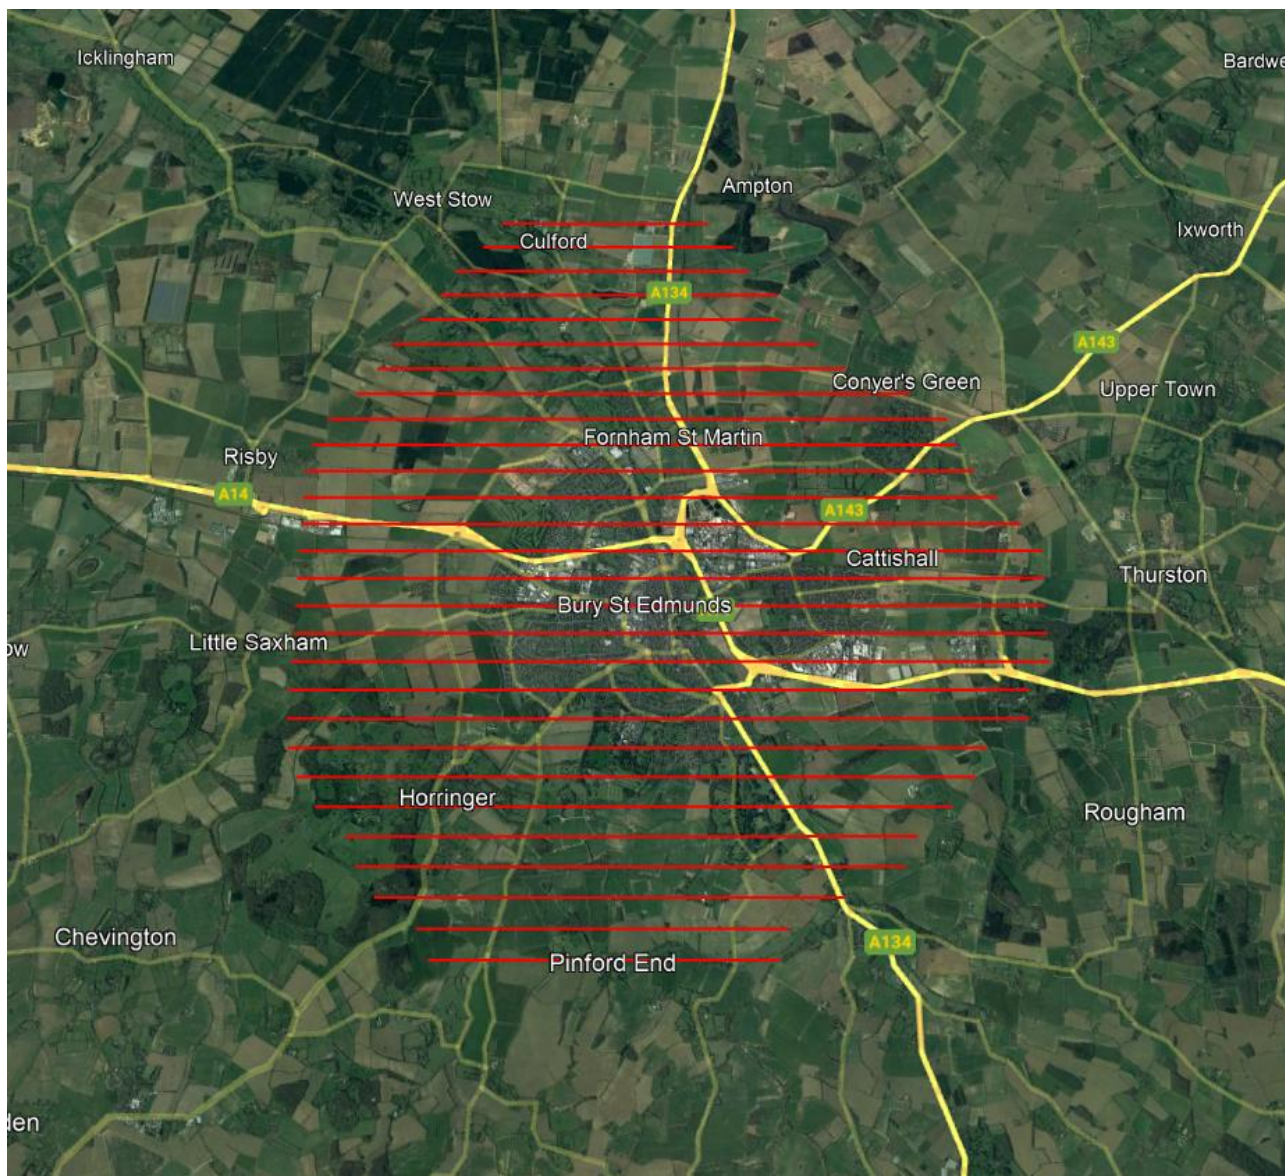 Icklingham
Bardwe
West Stow
Ampton
Ixworth
Culford
A134
A143
Conyer's Green
Upper Town
Fornham St Martin
Risby
A14
A143
Cattishall
Thurston
Bury St Edmunds
Little Saxham
ow
Horringer
Rougham
Chevington
A134
Pinford End
den